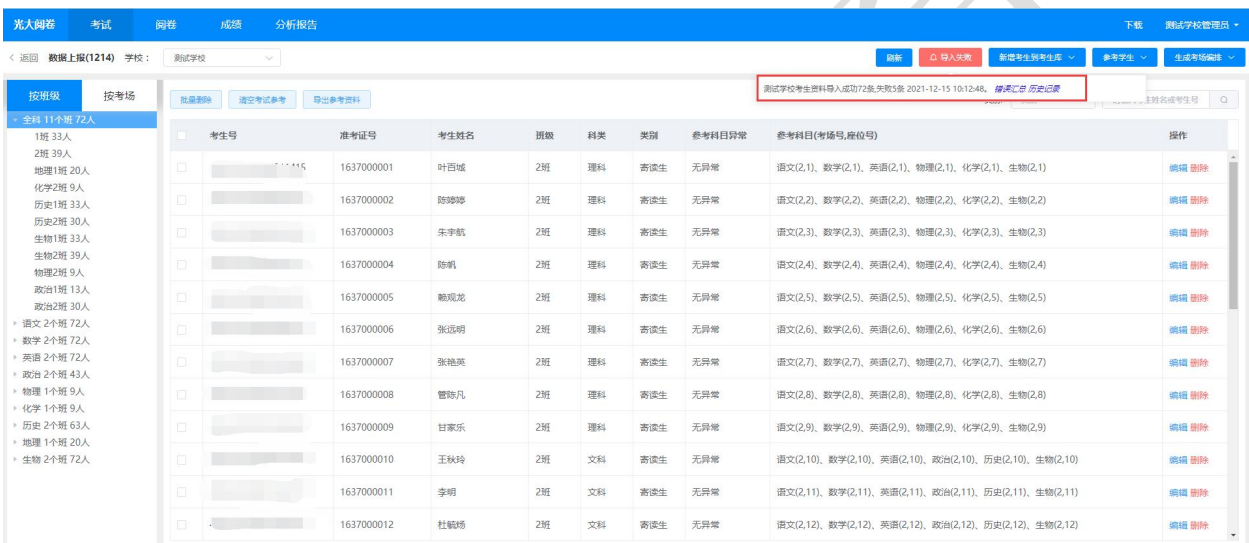 光大阅卷 考试 阅卷 成绩 分析报告 下载 测试学校管理员
返回 数据上报(1214) 学校： 测试学校 刷新 导入失败 新增考生到考生库 参考学生 生成考场编排
测试学校考生资料导入成功72条,失败5条 2021-12-15 10:12:48。 错误汇总 历史记录
按班级 按考场 批量删除 清空考试参考 导出参考资料
全科 11个班 72人
1班 33人
2班 39人
地理1班 20人
化学2班 9人
历史1班 33人
历史2班 30人
生物1班 33人
生物2班 39人
物理2班 9人
政治1班 13人
政治2班 30人
语文 2个班 72人
数学 2个班 72人
英语 2个班 72人
政治 2个班 43人
物理 1个班 9人
化学 1个班 9人
历史 2个班 63人
地理 1个班 20人
生物 2个班 72人
考生号 准考证号 考生姓名 班级 科类 类别 参考科目异常 参考科目(考场号,座位号) 操作
1637000001 叶百城 2班 理科 寄读生 无异常 语文(2,1)、数学(2,1)、英语(2,1)、物理(2,1)、化学(2,1)、生物(2,1) 编辑 删除
1637000002 陈婷婷 2班 理科 寄读生 无异常 语文(2,2)、数学(2,2)、英语(2,2)、物理(2,2)、化学(2,2)、生物(2,2) 编辑 删除
1637000003 朱宇航 2班 理科 寄读生 无异常 语文(2,3)、数学(2,3)、英语(2,3)、物理(2,3)、化学(2,3)、生物(2,3) 编辑 删除
1637000004 陈帆 2班 理科 寄读生 无异常 语文(2,4)、数学(2,4)、英语(2,4)、物理(2,4)、化学(2,4)、生物(2,4) 编辑 删除
1637000005 赖观龙 2班 理科 寄读生 无异常 语文(2,5)、数学(2,5)、英语(2,5)、物理(2,5)、化学(2,5)、生物(2,5) 编辑 删除
1637000006 张远明 2班 理科 寄读生 无异常 语文(2,6)、数学(2,6)、英语(2,6)、物理(2,6)、化学(2,6)、生物(2,6) 编辑 删除
1637000007 张艳英 2班 理科 寄读生 无异常 语文(2,7)、数学(2,7)、英语(2,7)、物理(2,7)、化学(2,7)、生物(2,7) 编辑 删除
1637000008 管陈凡 2班 理科 寄读生 无异常 语文(2,8)、数学(2,8)、英语(2,8)、物理(2,8)、化学(2,8)、生物(2,8) 编辑 删除
1637000009 甘家乐 2班 理科 寄读生 无异常 语文(2,9)、数学(2,9)、英语(2,9)、物理(2,9)、化学(2,9)、生物(2,9) 编辑 删除
1637000010 王秋玲 2班 文科 寄读生 无异常 语文(2,10)、数学(2,10)、英语(2,10)、政治(2,10)、历史(2,10)、生物(2,10) 编辑 删除
1637000011 李明 2班 文科 寄读生 无异常 语文(2,11)、数学(2,11)、英语(2,11)、政治(2,11)、历史(2,11)、生物(2,11) 编辑 删除
1637000012 杜毓炀 2班 文科 寄读生 无异常 语文(2,12)、数学(2,12)、英语(2,12)、政治(2,12)、历史(2,12)、生物(2,12) 编辑 删除